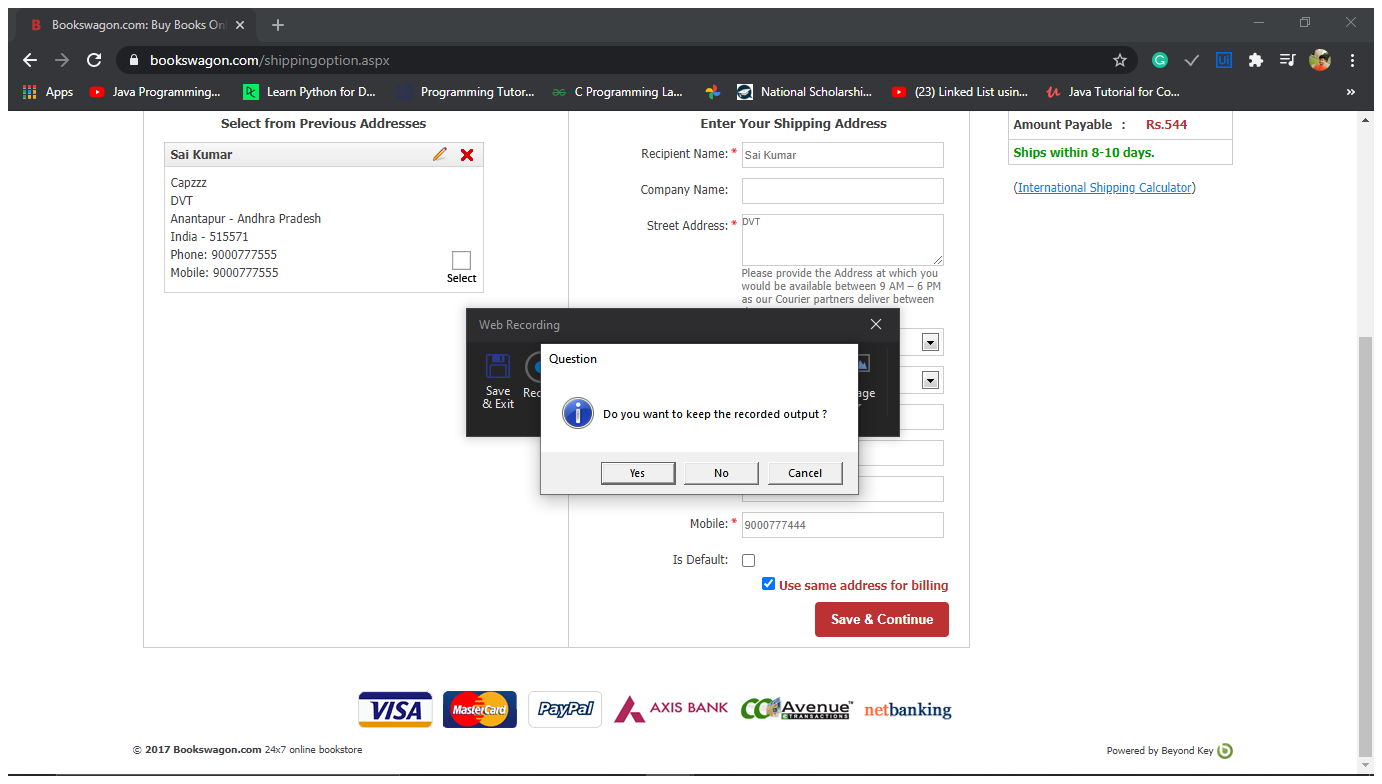 Bookswagon.com: Buy Books On
bookswagon.com/shippingoption.aspx
Apps Java Programming... Learn Python for D... Programming Tutor... C Programming La... National Scholarshi... (23) Linked List usin... Java Tutorial for Co... »
Select from Previous Addresses
Sai Kumar
Capzzz
DVT
Anantapur - Andhra Pradesh
India - 515571
Phone: 9000777555
Mobile: 9000777555
Select
Enter Your Shipping Address
Recipient Name: * Sai Kumar
Company Name:
Street Address: * DVT
Please provide the Address at which you
would be available between 9 AM – 6 PM
as our Courier partners deliver between
Web Recording
Save
& Exit
Rec
age
Question
Do you want to keep the recorded output ?
Yes No Cancel
Mobile: * 9000777444
Is Default:
Use same address for billing
Save & Continue
Amount Payable : Rs.544
Ships within 8-10 days.
(International Shipping Calculator)
VISA MasterCard PayPal AXIS BANK CCAvenue netbanking
TRANSACTIONS
© 2017 Bookswagon.com 24x7 online bookstore
Powered by Beyond Key